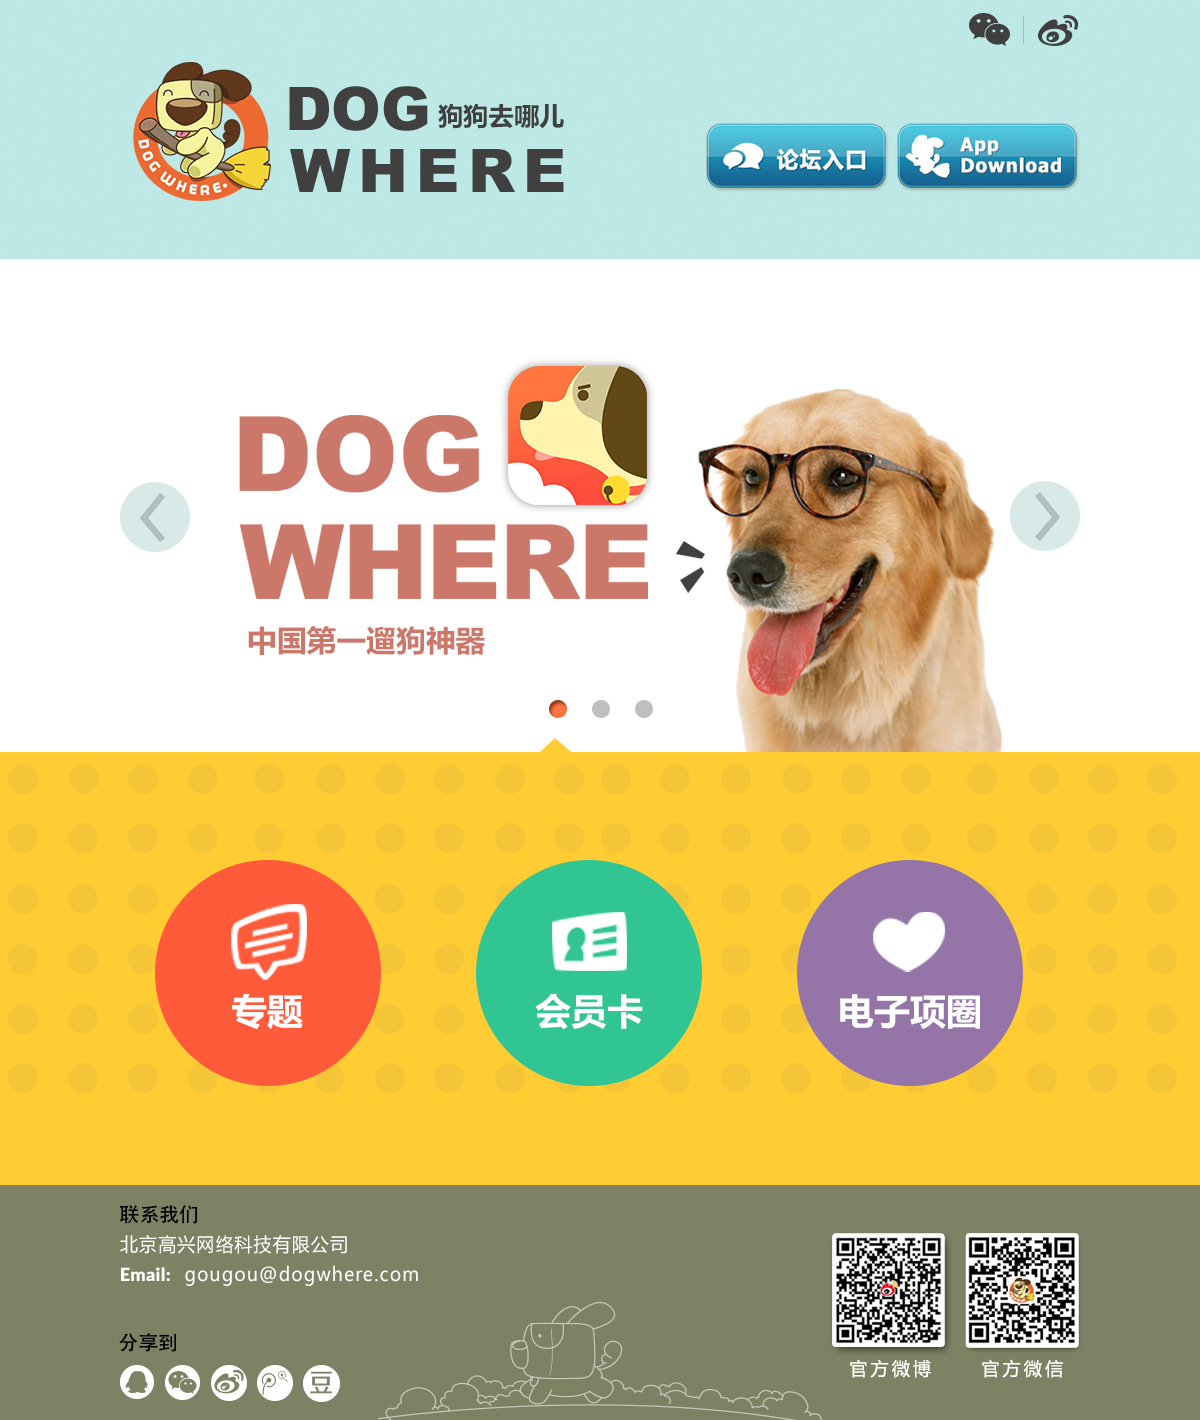 DOG 狗狗去哪儿
WHERE
DOG WHERE.
论坛入口
App
Download
DOG
WHERE
中国第一遛狗神器
专题
会员卡
电子项圈
联系我们
北京高兴网络科技有限公司
Email: gougou@dogwhere.com
分享到
豆
官方微博
官方微信